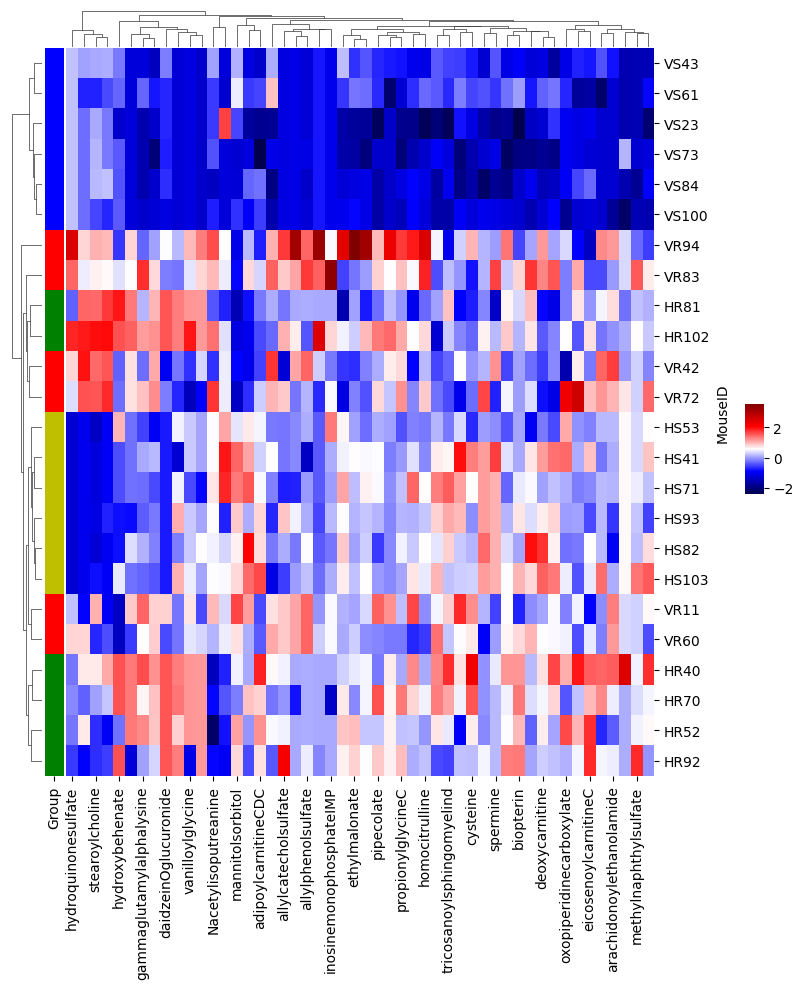 VS43
VS61
VS23
VS73
VS84
VS100
VR94
VR83
HR81
HR102
VR42
VR72
HS53
HS41
HS71
HS93
HS82
HS103
VR11
VR60
HR40
HR70
HR52
HR92
MouseID
2
0
−2
Group
hydroquinonesulfate
stearoylcholine
hydroxybehenate
gammaglutamylalphalysine
daidzeinOglucuronide
vanilloylglycine
Nacetylisoputreanine
mannitolsorbitol
adipoylcarnitineCDC
allylcatecholsulfate
allylphenolsulfate
inosinemonophosphateIMP
ethylmalonate
pipecolate
propionylglycineC
homocitrulline
tricosanoylsphingomyelind
cysteine
spermine
biopterin
deoxycarnitine
oxopiperidinecarboxylate
eicosenoylcarnitineC
arachidonoylethanolamide
methylnaphthylsulfate